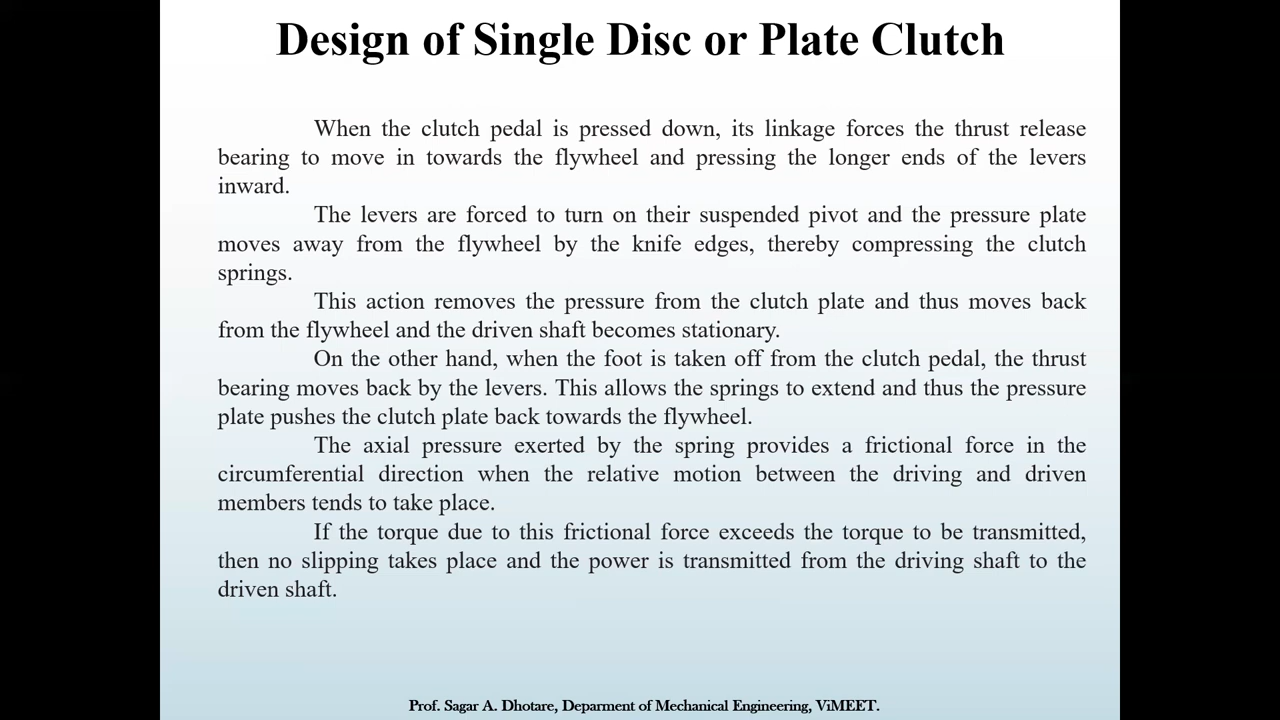 Design of Single Disc or Plate Clutch
When the clutch pedal is pressed down, its linkage forces the thrust release
bearing to move in towards the flywheel and pressing the longer ends of the levers
inward.
The levers are forced to turn on their suspended pivot and the pressure plate
moves away from the flywheel by the knife edges, thereby compressing the clutch
springs.
This action removes the pressure from the clutch plate and thus moves back
from the flywheel and the driven shaft becomes stationary.
On the other hand, when the foot is taken off from the clutch pedal, the thrust
bearing moves back by the levers. This allows the springs to extend and thus the pressure
plate pushes the clutch plate back towards the flywheel.
The axial pressure exerted by the spring provides a frictional force in the
circumferential direction when the relative motion between the driving and driven
members tends to take place.
If the torque due to this frictional force exceeds the torque to be transmitted,
then no slipping takes place and the power is transmitted from the driving shaft to the
driven shaft.
Prof. Sagar A. Dhotare, Deparment of Mechanical Engineering, ViMEET.